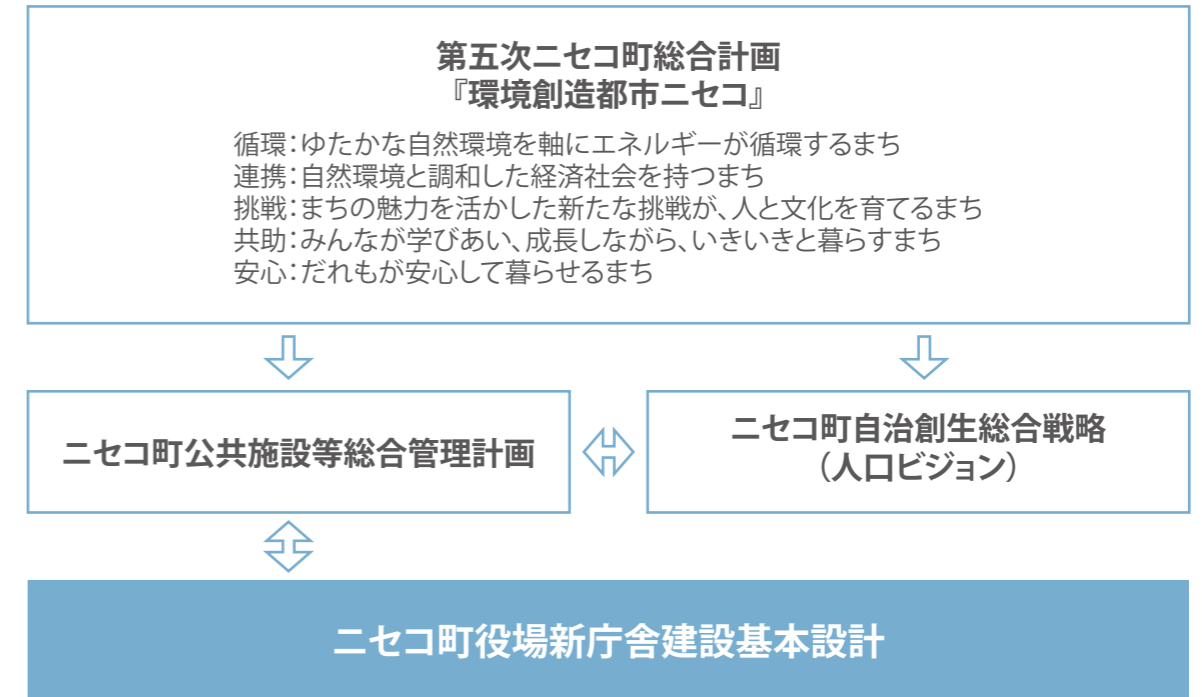 第五次ニセコ町総合計画
『環境創造都市ニセコ』
循環：ゆたかな自然環境を軸にエネルギーが循環するまち
連携：自然環境と調和した経済社会を持つまち
挑戦：まちの魅力を活かした新たな挑戦が、人と文化を育てるまち
共助：みんなが学びあい、成長しながら、いきいきと暮らすまち
安心：だれもが安心して暮らせるまち
ニセコ町公共施設等総合管理計画
ニセコ町自治創生総合戦略
（人口ビジョン）
ニセコ町役場新庁舎建設基本設計